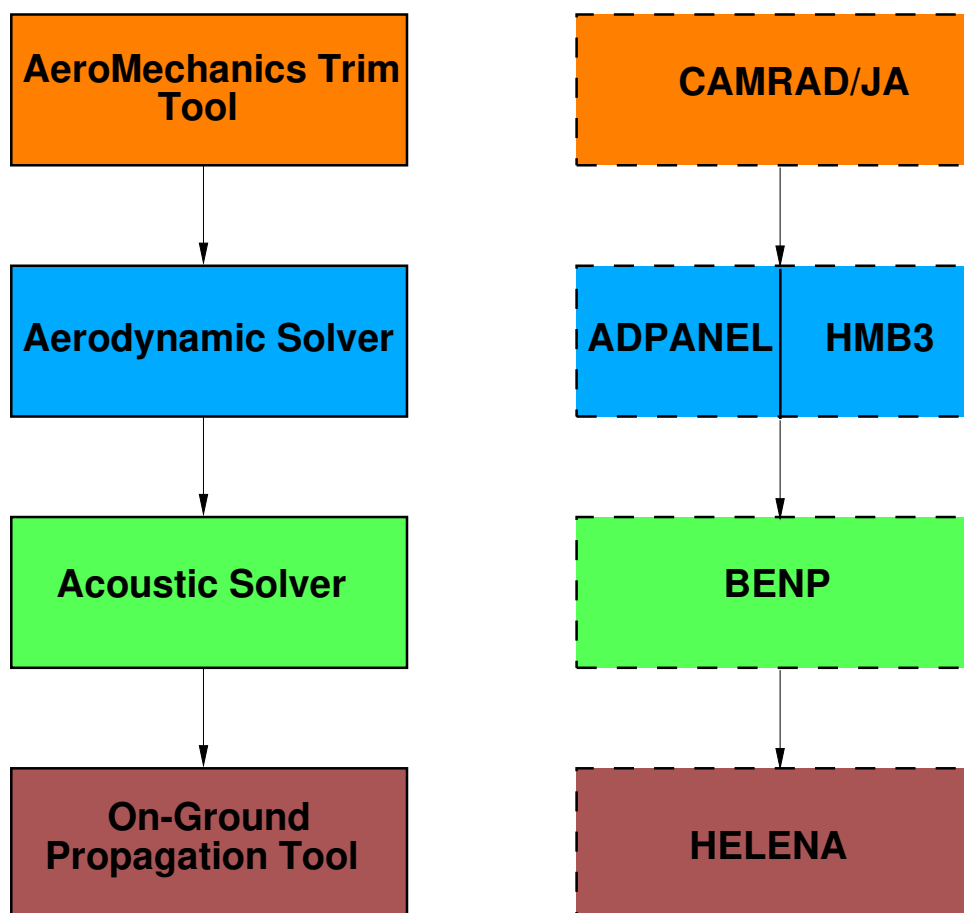 AeroMechanics Trim
Tool
CAMRAD/JA
Aerodynamic Solver
ADPANEL
HMB3
Acoustic Solver
BENP
On-Ground
Propagation Tool
HELENA